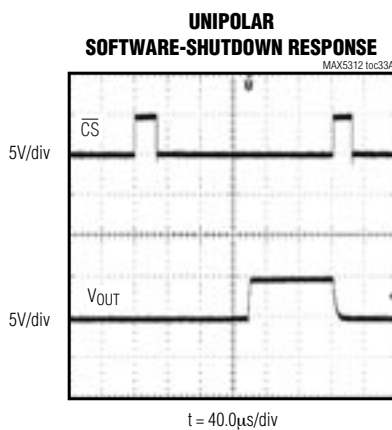 UNIPOLAR
SOFTWARE-SHUTDOWN RESPONSE
MAX5312 toc33A
CS
5V/div
VOUT
5V/div
t = 40.0µs/div